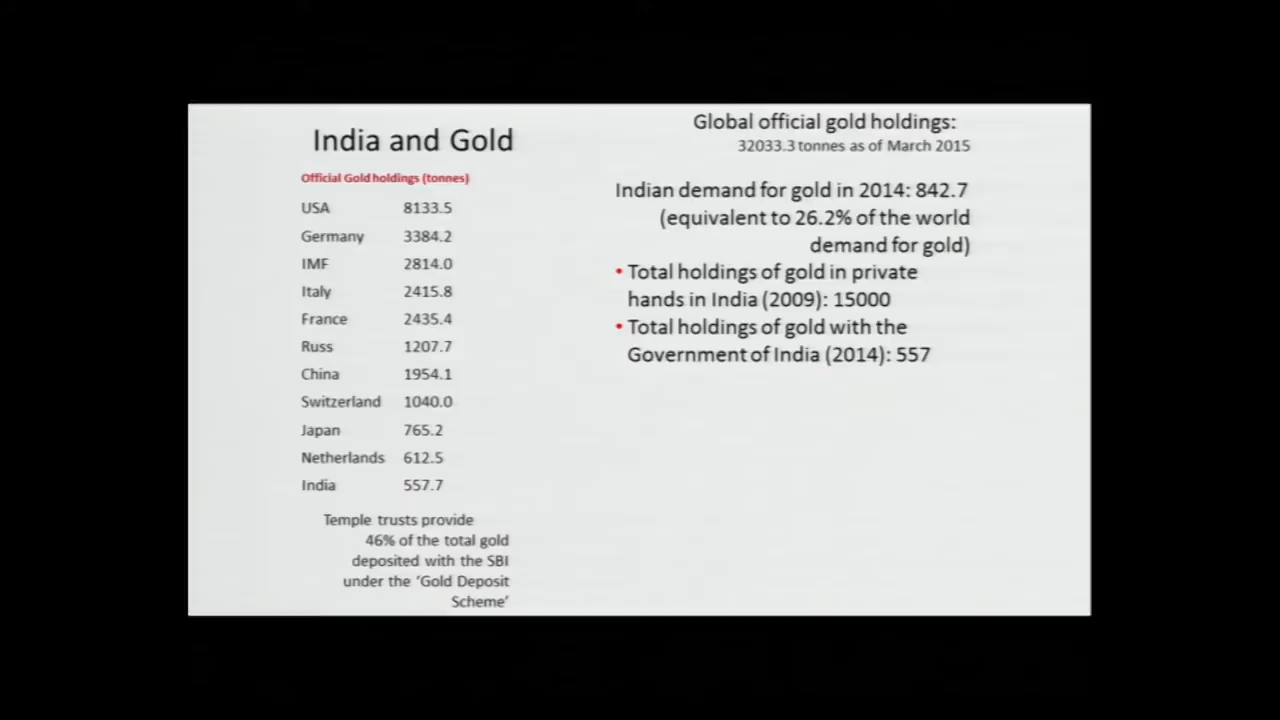 India and Gold
Official Gold holdings (tonnes)
USA 8133.5
Germany 3384.2
IMF 2814.0
Italy 2415.8
France 2435.4
Russ 1207.7
China 1954.1
Switzerland 1040.0
Japan 765.2
Netherlands 612.5
India 557.7
Temple trusts provide
46% of the total gold
deposited with the SBI
under the ‘Gold Deposit
Scheme’
Global official gold holdings:
32033.3 tonnes as of March 2015
Indian demand for gold in 2014: 842.7
(equivalent to 26.2% of the world
demand for gold)
• Total holdings of gold in private
hands in India (2009): 15000
• Total holdings of gold with the
Government of India (2014): 557